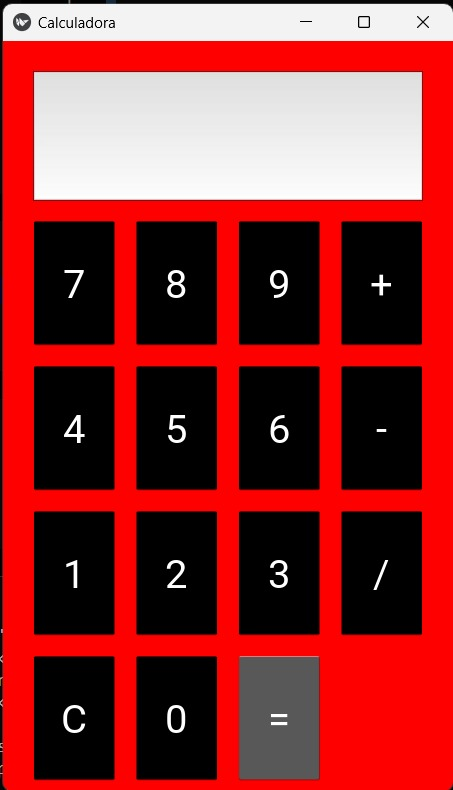 Calculadora
7 8 9 +
4 5 6 -
1 2 3 /
C 0 =